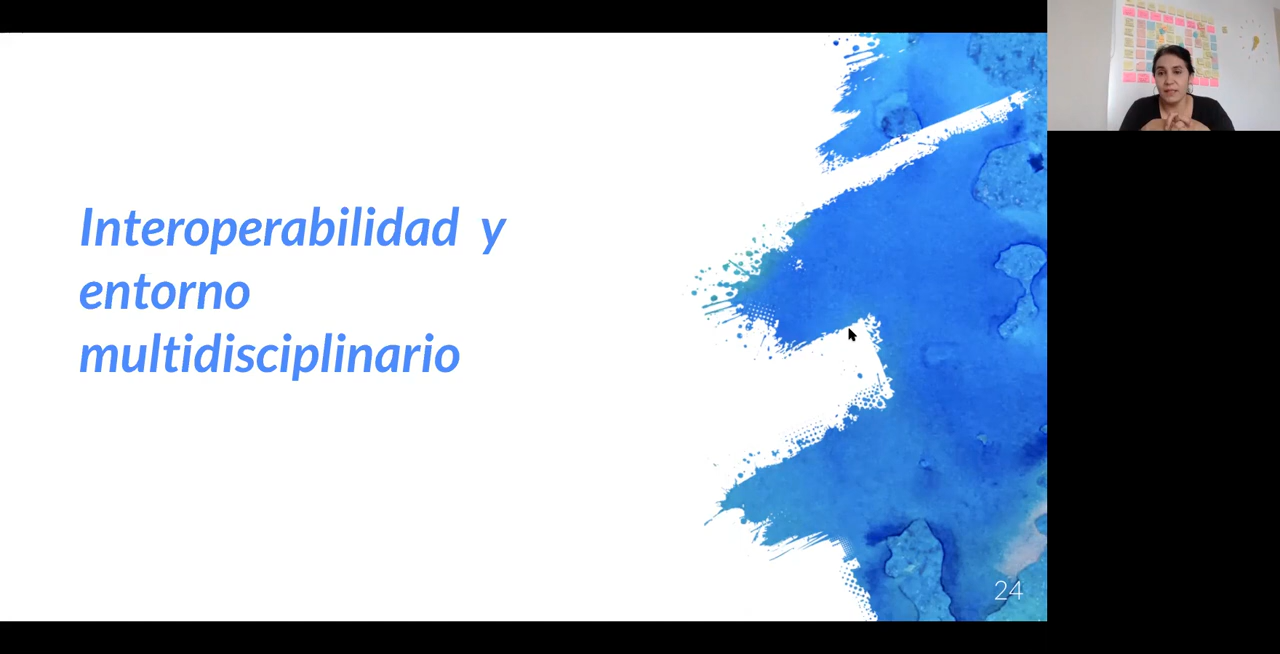 Interoperabilidad y
entorno
multidisciplinario
24